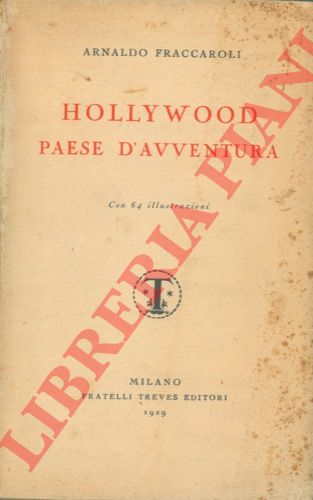 ARNALDO FRACCAROLI
HOLLYWOOD
PAESE D'AVVENTURA
Con 64 illustrazioni
T
MILANO
FRATELLI TREVES EDITORI
1929
LIBRERIA PIANI